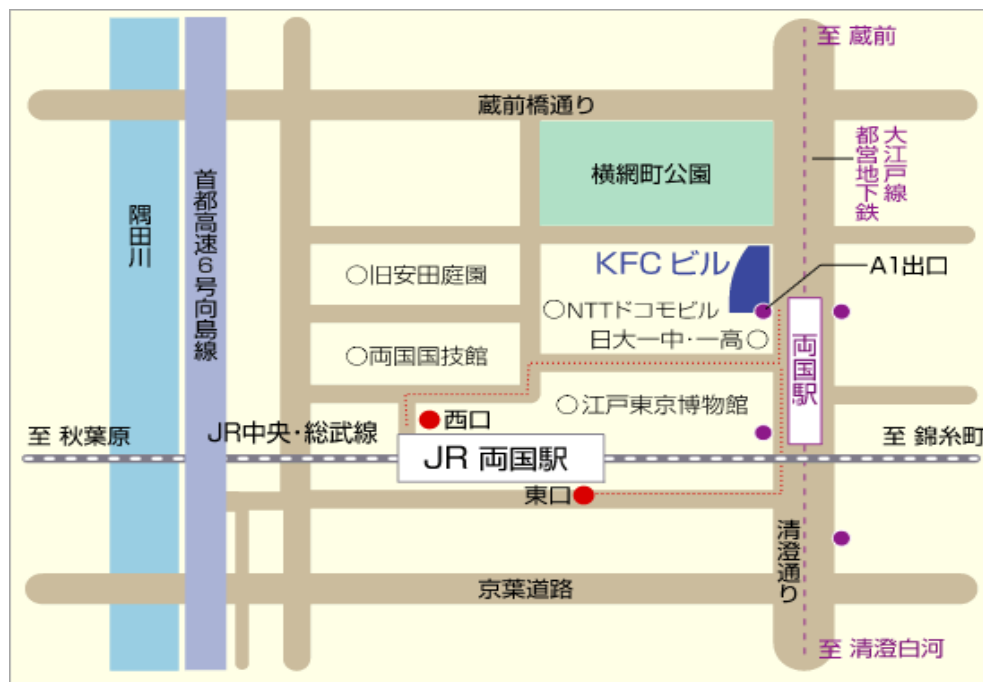 至 蔵前
蔵前橋通り
大江戸線
都営地下鉄
横網町公園
隅田川
首都高速6号向島線
KFC ビル
A1出口
○旧安田庭園
○NTTドコモビル
日大一中・一高○
両国駅
○両国国技館
○江戸東京博物館
西口
至 秋葉原
JR中央・総武線
至 錦糸町
JR 両国駅
東口
清澄通り
京葉道路
至 清澄白河